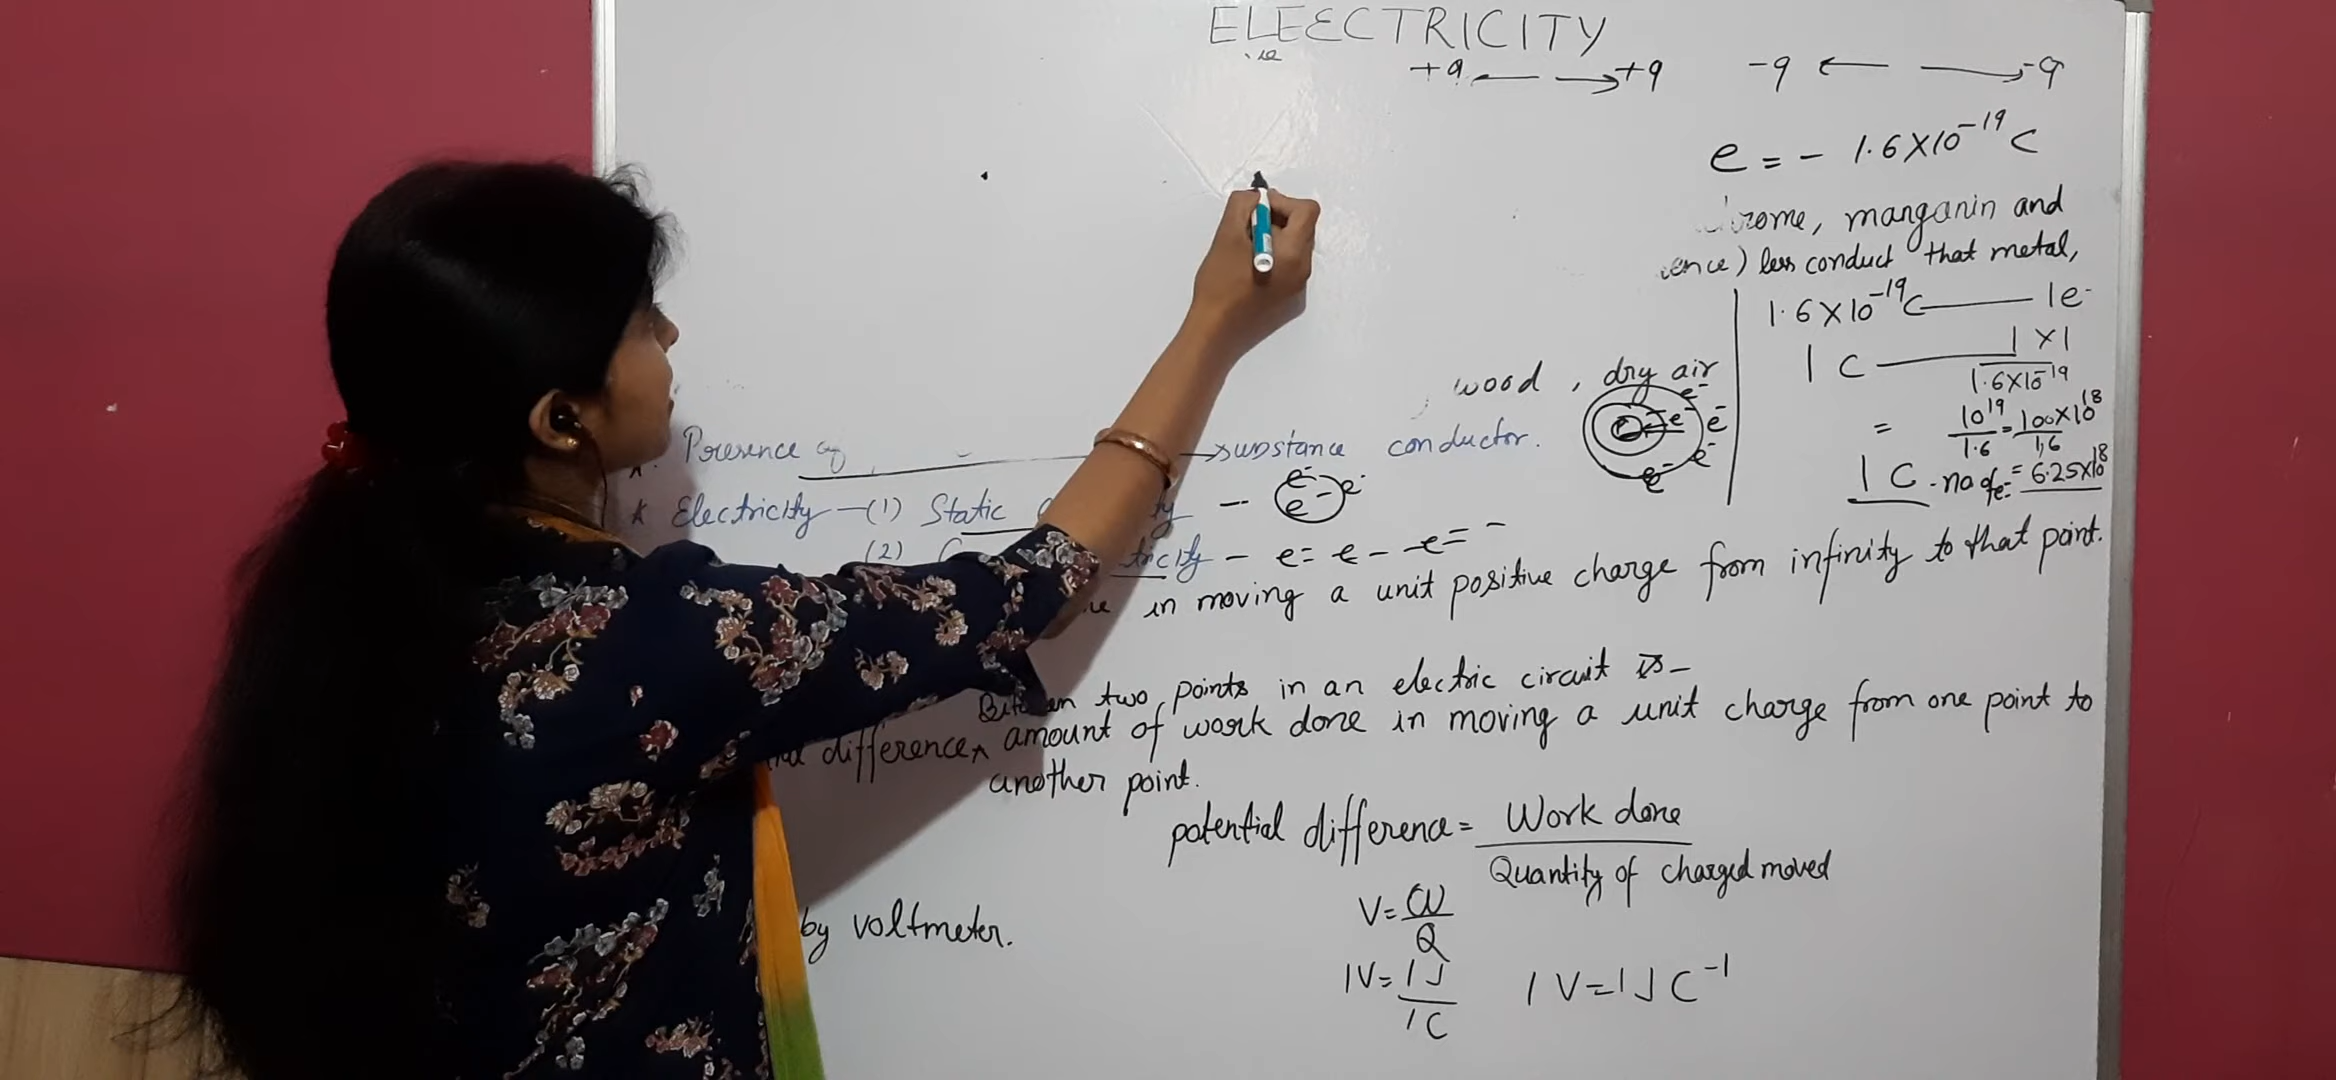 ELEECTRICITY
+q ← → +q -q ← → -q
e = - 1.6×10⁻¹⁹ C
manganin and
less conduct that metal,
1.6×10⁻¹⁹C — 1e⁻
1 C — 1×1
1.6×10⁻¹⁹
wood , dry air
e⁻ e⁻ e⁻ e⁻ e⁻ e⁻
= 10¹⁹/1.6 = 100×10¹⁸/1.6
1 C - no of e⁻ = 6.25×10¹⁸
Presence of → substance conductor.
* Electricity —(1) Static – e⁻ e⁻ e⁻
(2) – e= e - e= -
in moving a unit positive charge from infinity to that point.
two points in an electric circuit is-
difference^ amount of work done in moving a unit charge from one point to
another point.
potential difference = Work done
Quantity of charged moved
V= W/Q
by voltmeter.
1V= 1J/1C 1 V=1J C⁻¹